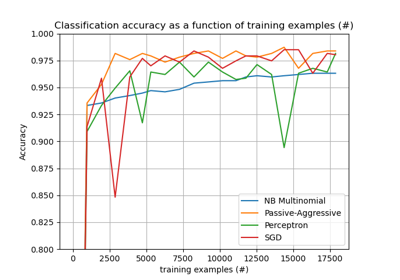 Classification accuracy as a function of training examples (#)
1.000
0.975
0.950
0.925
0.900
0.875
0.850
0.825
0.800
Accuracy
NB Multinomial
Passive-Aggressive
Perceptron
SGD
0 2500 5000 7500 10000 12500 15000 17500
training examples (#)